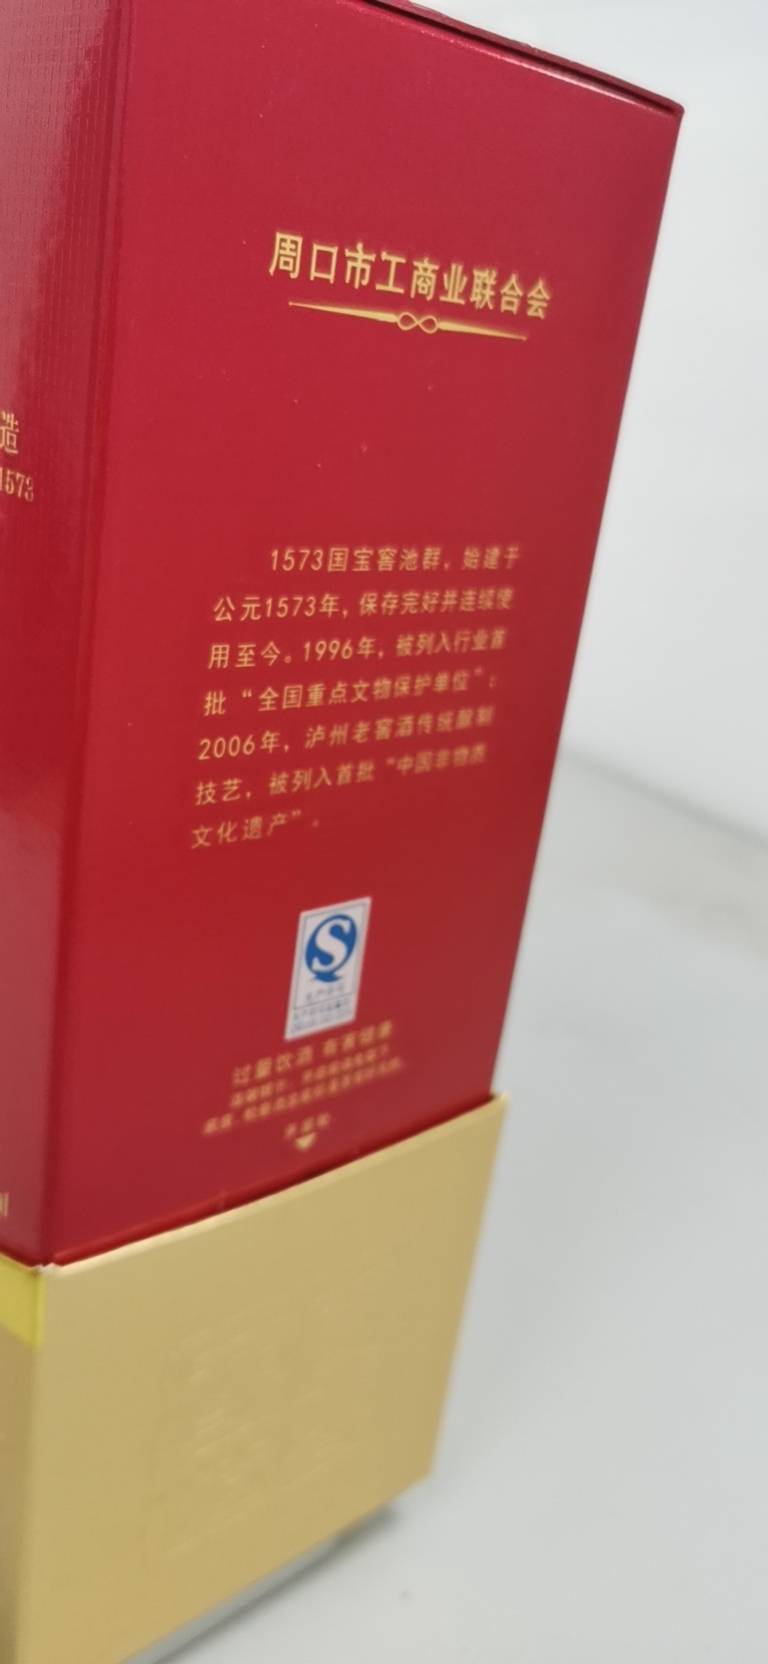 周口市工商业联合会
造
1573
1573国宝窖池群，始建于
公元1573年，保存完好并连续使
用至今。1996年，被列入行业首
批“全国重点文物保护单位”；
2006年，泸州老窖酒传统酿制
技艺，被列入首批“中国非物质
文化遗产”。
过量饮酒 有害健康